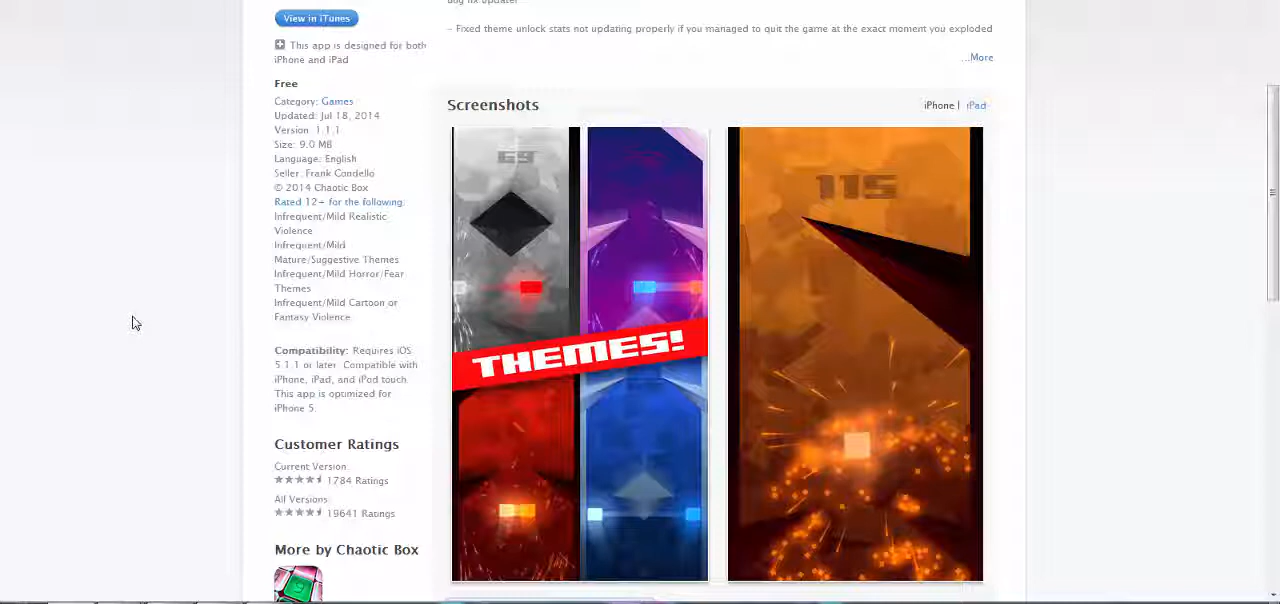 View in iTunes
This app is designed for both
iPhone and iPad
Free
Category: Games
Updated: Jul 18, 2014
Version: 1.1.1
Size: 9.0 MB
Language: English
Seller: Frank Condello
© 2014 Chaotic Box
Rated 12+ for the following:
Infrequent/Mild Realistic
Violence
Infrequent/Mild
Mature/Suggestive Themes
Infrequent/Mild Horror/Fear
Themes
Infrequent/Mild Cartoon or
Fantasy Violence
Compatibility: Requires iOS
5.1.1 or later. Compatible with
iPhone, iPad, and iPod touch.
This app is optimized for
iPhone 5.
Customer Ratings
Current Version:
1784 Ratings
All Versions:
19641 Ratings
More by Chaotic Box
bug fix update!
- Fixed theme unlock stats not updating properly if you managed to quit the game at the exact moment you exploded
...More
Screenshots
iPhone | iPad
69
THEMES!
115